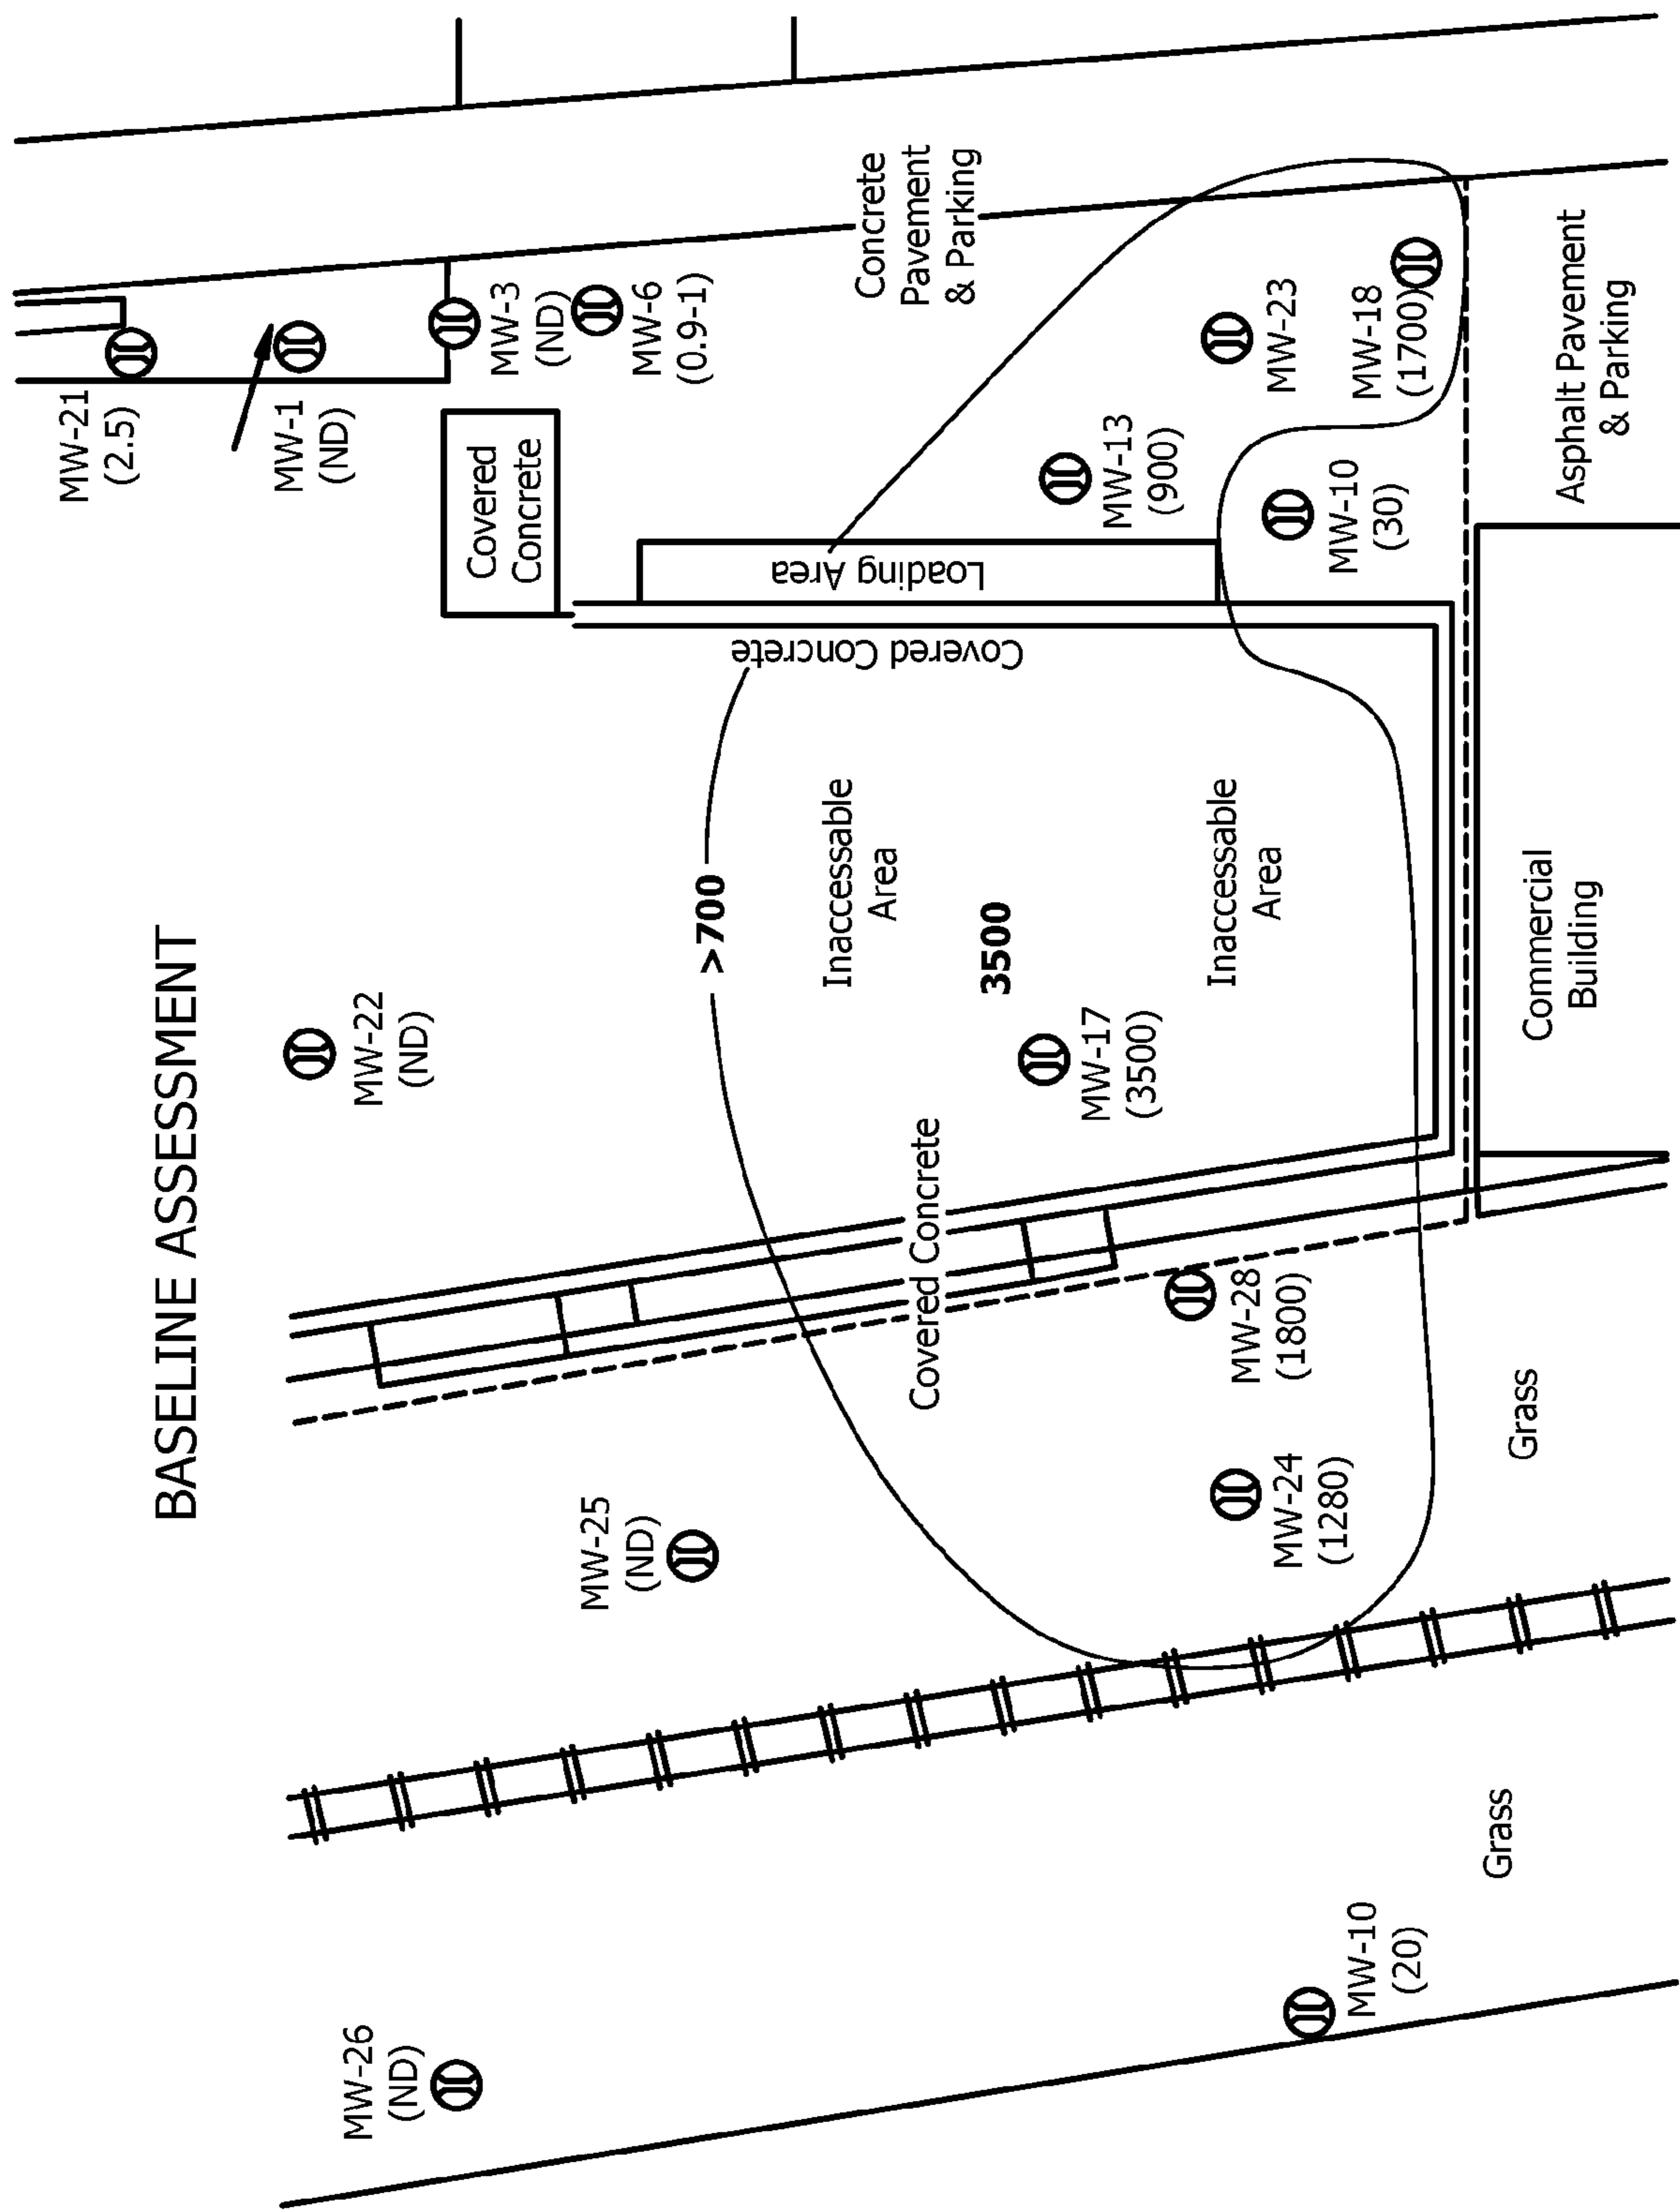 BASELINE ASSESSMENT
MW-21
(2.5)
MW-1
(ND)
MW-3
(ND)
MW-6
(0.9-1)
Covered
Concrete
Concrete
Pavement
& Parking
MW-22
(ND)
MW-26
(ND)
MW-25
(ND)
>700
Covered Concrete
Loading Area
Inaccessable
Area
3500
MW-17
(3500)
Covered Concrete
MW-13
(900)
MW-23
MW-18
(1700)
MW-10
(30)
Inaccessable
Area
MW-28
(1800)
MW-24
(1280)
MW-10
(20)
Grass
Grass
Commercial
Building
Asphalt Pavement
& Parking